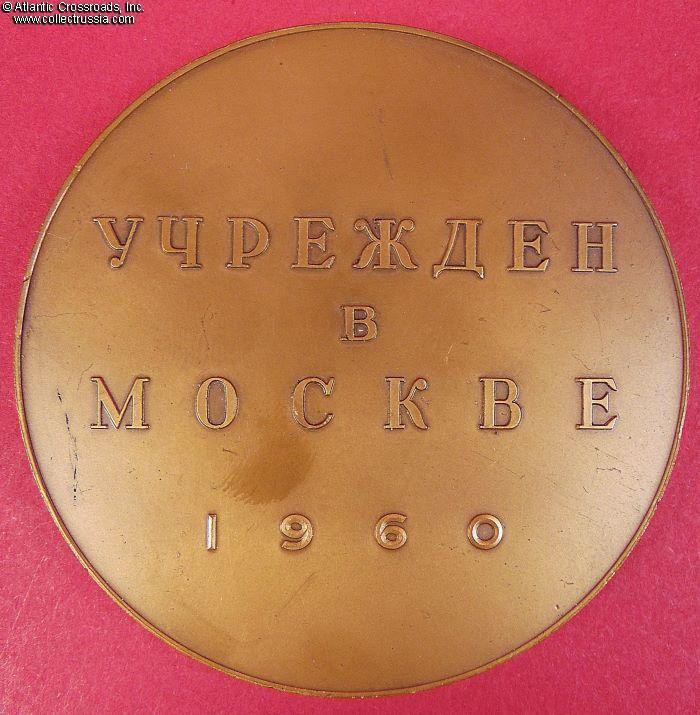 © Atlantic Crossroads, Inc.
www.collectrussia.com
УЧРЕЖДЕН
В
МОСКВЕ
1960